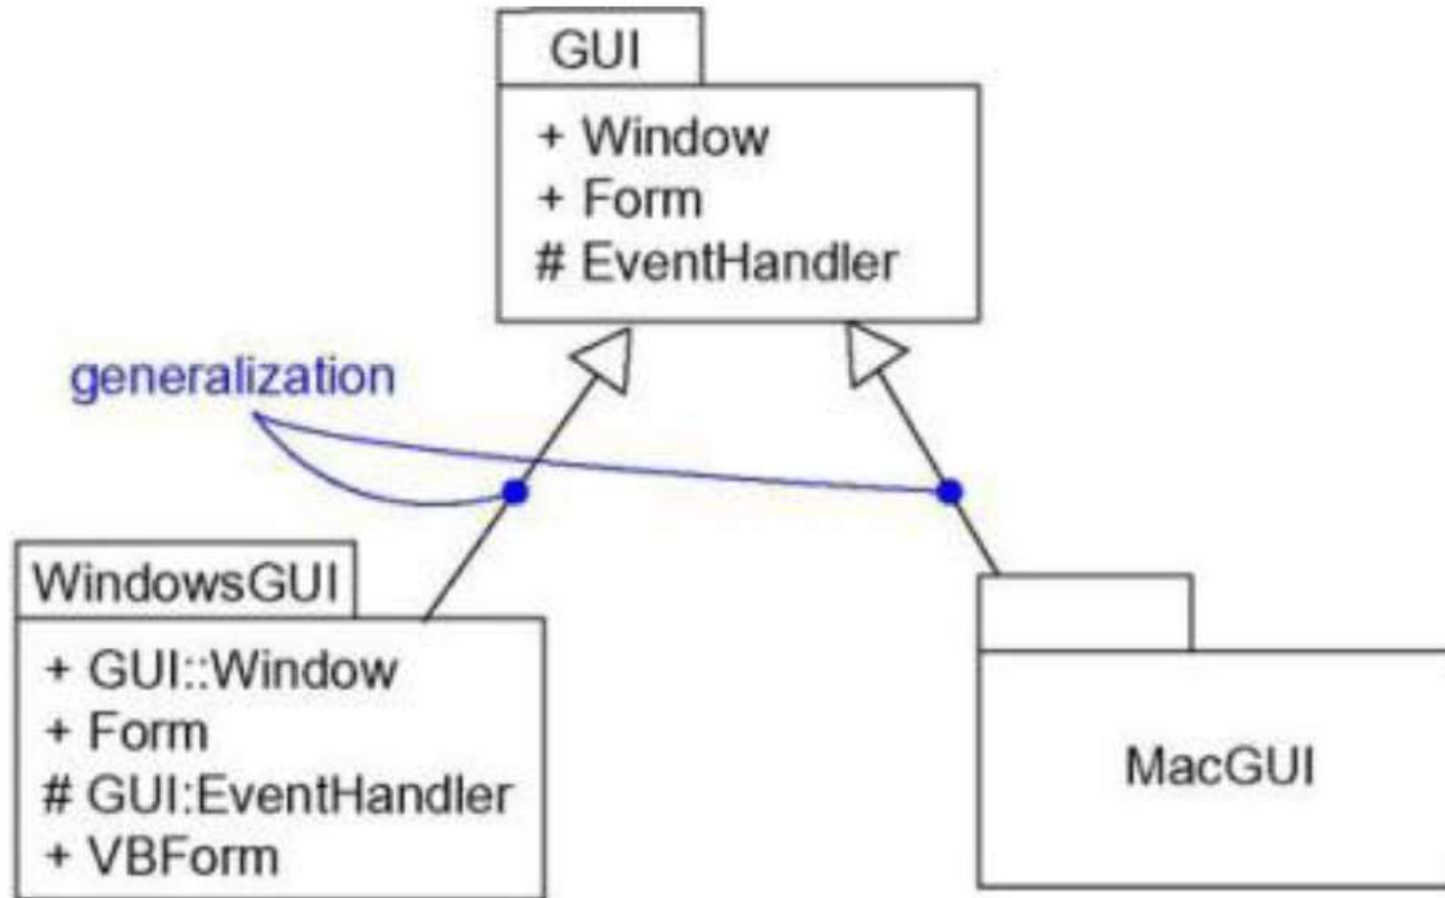 GUI
+ Window
+ Form
# EventHandler
generalization
WindowsGUI
+ GUI::Window
+ Form
# GUI:EventHandler
+ VBForm
MacGUI